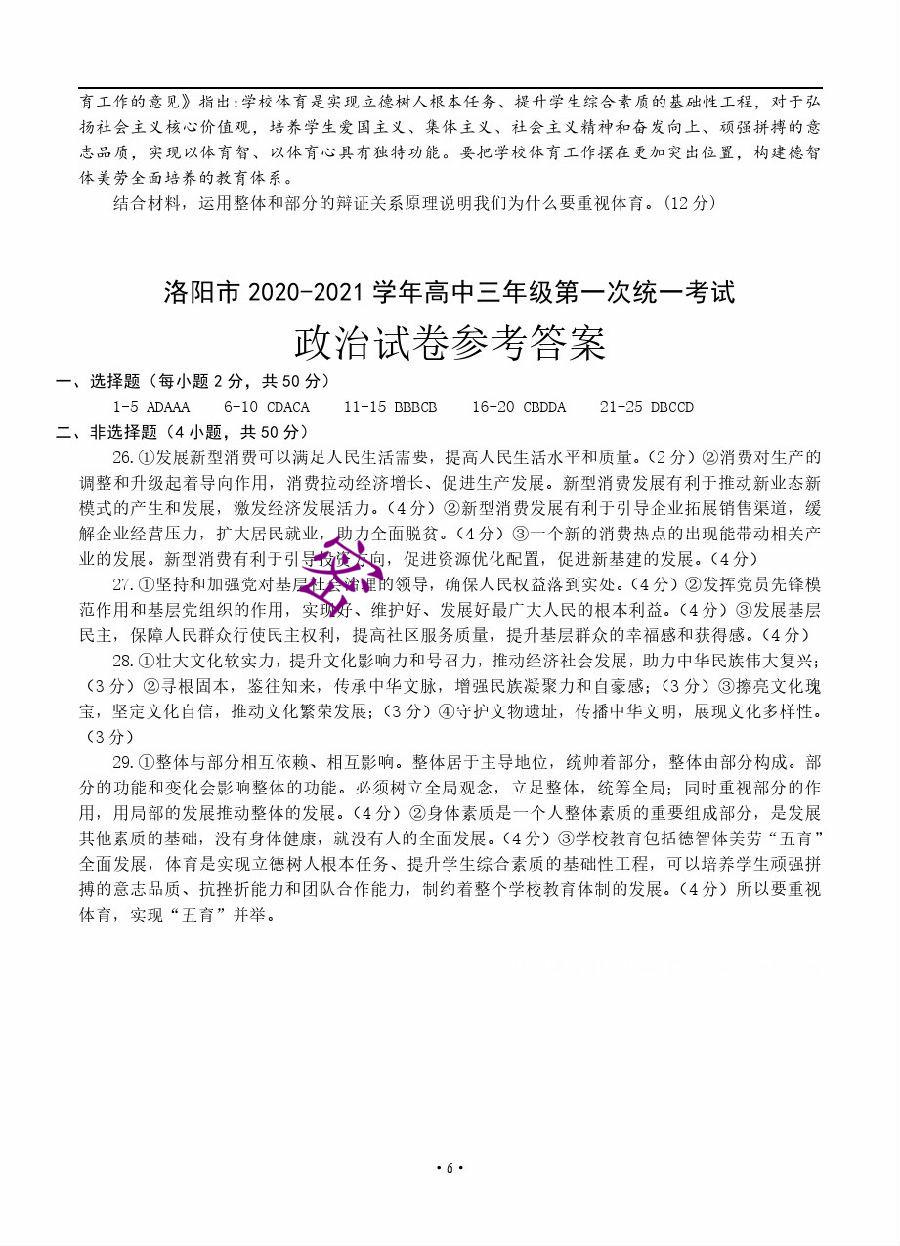 育工作的意见》指出:学校体育是实现立德树人根本任务、提升学生综合素质的基础性工程，对于弘
扬社会主义核心价值观，培养学生爱国主义、集体主义、社会主义精神和奋发向上、顽强拼搏的意
志品质，实现以体育智、以体育心具有独特功能。要把学校体育工作摆在更加突出位置，构建德智
体美劳全面培养的教育体系。
结合材料，运用整体和部分的辩证关系原理说明我们为什么要重视体育。(12 分)
洛阳市 2020-2021 学年高中三年级第一次统一考试
政治试卷参考答案
一、选择题（每小题 2 分，共 50 分）
1-5 ADAAA 6-10 CDACA 11-15 BBBCB 16-20 CBDDA 21-25 DBCCD
二、非选择题（4 小题，共 50 分）
26.①发展新型消费可以满足人民生活需要，提高人民生活水平和质量。（2 分）②消费对生产的
调整和升级起着导向作用，消费拉动经济增长、促进生产发展。新型消费发展有利于推动新业态新
模式的产生和发展，激发经济发展活力。（4 分）②新型消费发展有利于引导企业拓展销售渠道，缓
解企业经营压力，扩大居民就业，助力全面脱贫。（4 分）③一个新的消费热点的出现能带动相关产
业的发展。新型消费有利于引导投资方向，促进资源优化配置，促进新基建的发展。（4 分）
27.①坚持和加强党对基层社会治理的领导，确保人民权益落到实处。（4 分）②发挥党员先锋模
范作用和基层党组织的作用，实现好、维护好、发展好最广大人民的根本利益。（4 分）③发展基层
民主，保障人民群众行使民主权利，提高社区服务质量，提升基层群众的幸福感和获得感。（4 分）
28.①壮大文化软实力，提升文化影响力和号召力，推动经济社会发展，助力中华民族伟大复兴；
（3 分）②寻根固本，鉴往知来，传承中华文脉，增强民族凝聚力和自豪感；（3 分）③擦亮文化瑰
宝，坚定文化自信，推动文化繁荣发展；（3 分）④守护文物遗址，传播中华文明，展现文化多样性。
（3 分）
29.①整体与部分相互依赖、相互影响。整体居于主导地位，统帅着部分，整体由部分构成。部
分的功能和变化会影响整体的功能。必须树立全局观念，立足整体，统筹全局；同时重视部分的作
用，用局部的发展推动整体的发展。（4 分）②身体素质是一个人整体素质的重要组成部分，是发展
其他素质的基础，没有身体健康，就没有人的全面发展。（4 分）③学校教育包括德智体美劳“五育”
全面发展，体育是实现立德树人根本任务、提升学生综合素质的基础性工程，可以培养学生顽强拼
搏的意志品质、抗挫折能力和团队合作能力，制约着整个学校教育体制的发展。（4 分）所以要重视
体育，实现“五育”并举。
密
·6·